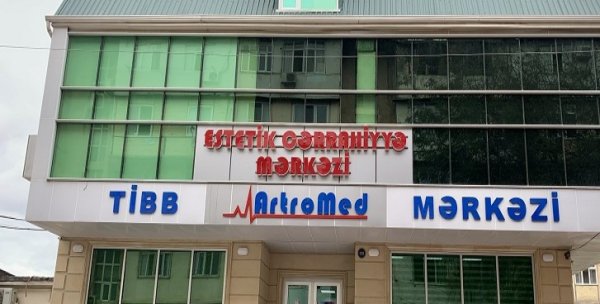 ESTETİK CƏRRAHİYYƏ
MƏRKƏZİ
TİBB ArtroMed MƏRKƏZİ